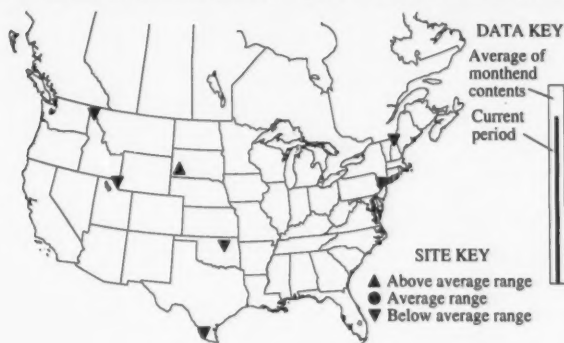 DATA KEY
Average of
monthend
contents
Current
period
SITE KEY
▲ Above average range
● Average range
▼ Below average range